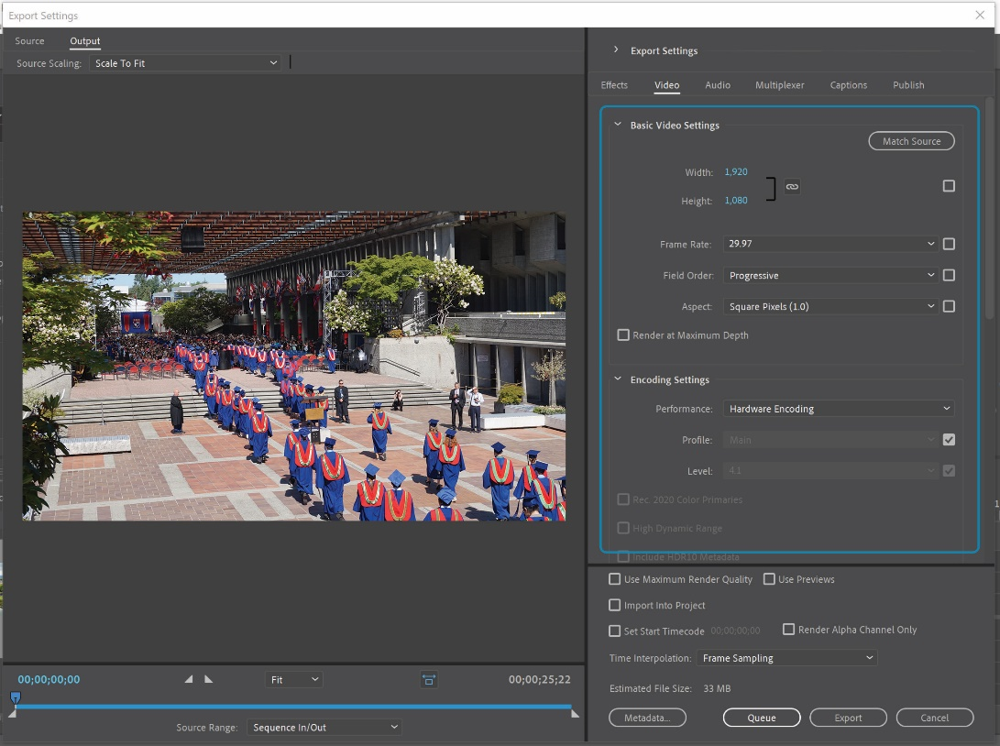 Export Settings
Source Output
Source Scaling: Scale To Fit
00;00;00;00 Fit 00;00;25;22
Source Range: Sequence In/Out
Export Settings
Effects Video Audio Multiplexer Captions Publish
Basic Video Settings
Match Source
Width: 1,920
Height: 1,080
Frame Rate: 29.97
Field Order: Progressive
Aspect: Square Pixels (1.0)
Render at Maximum Depth
Encoding Settings
Performance: Hardware Encoding
Profile: Main
Level: 4.1
Rec. 2020 Color Primaries
High Dynamic Range
Include HDR10 Metadata
Use Maximum Render Quality Use Previews
Import Into Project
Set Start Timecode 00;00;00;00 Render Alpha Channel Only
Time Interpolation: Frame Sampling
Estimated File Size: 33 MB
Metadata... Queue Export Cancel